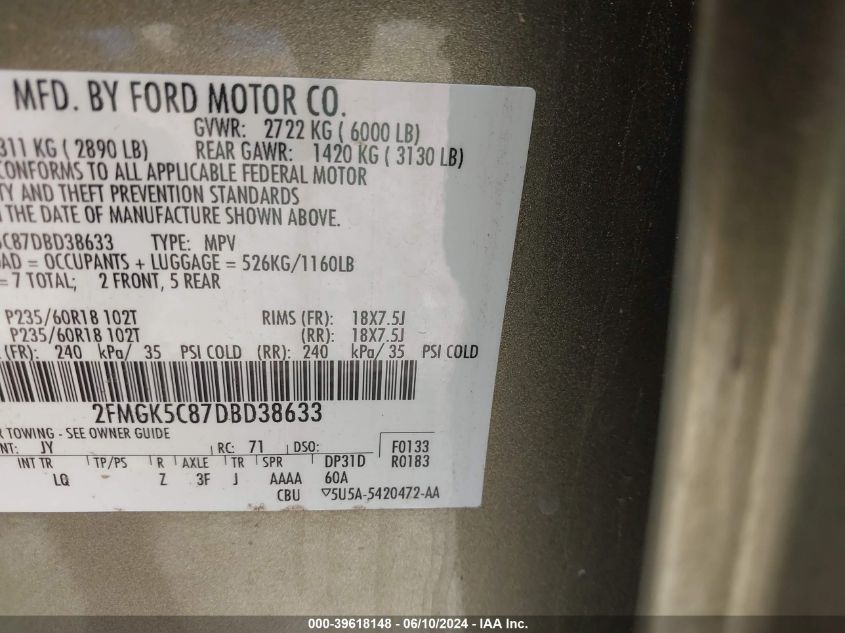 MFD. BY FORD MOTOR CO.
GVWR: 2722 KG ( 6000 LB)
311 KG ( 2890 LB) REAR GAWR: 1420 KG ( 3130 LB)
CONFORMS TO ALL APPLICABLE FEDERAL MOTOR
TY AND THEFT PREVENTION STANDARDS
N THE DATE OF MANUFACTURE SHOWN ABOVE.
5C87DBD38633 TYPE: MPV
AD = OCCUPANTS + LUGGAGE = 526KG/1160LB
= 7 TOTAL; 2 FRONT, 5 REAR
P235/60R18 102T RIMS (FR): 18X7.5J
P235/60R18 102T (RR): 18X7.5J
(FR): 240 kPa/ 35 PSI COLD (RR): 240 kPa/ 35 PSI COLD
2FMGK5C87DBD38633
R TOWING - SEE OWNER GUIDE
NT: JY RC: 71 DSO: F0133
INT TR TP/PS R AXLE TR SPR DP31D R0183
LQ Z 3F J AAAA 60A
CBU ▽5U5A-5420472-AA
000-39618148 - 06/10/2024 - IAA Inc.